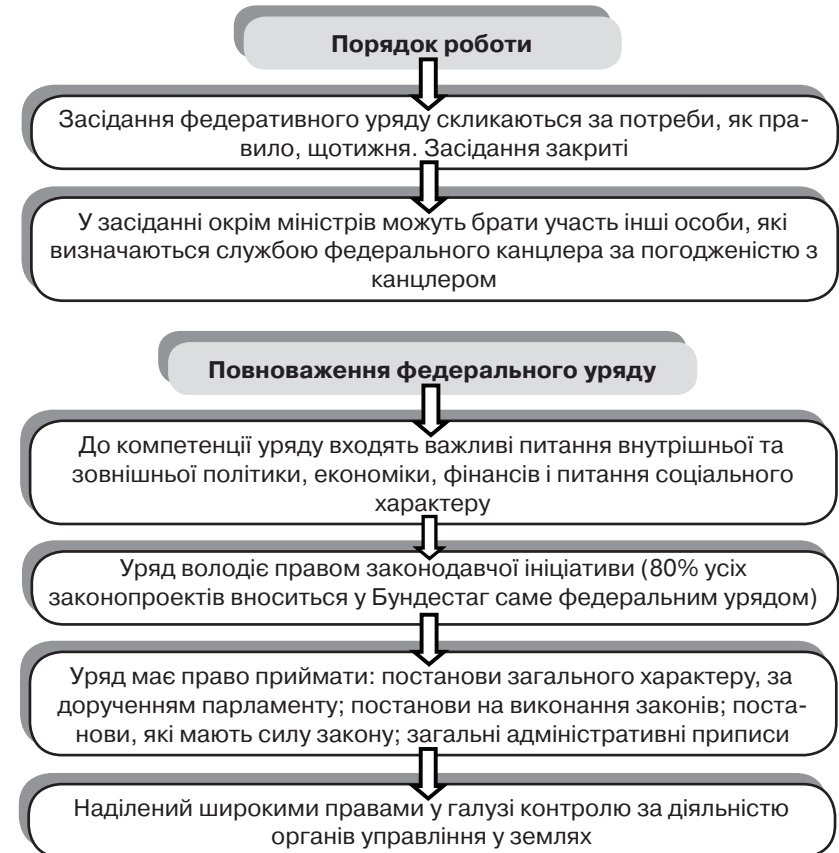 Порядок роботи
Засідання федеративного уряду скликаються за потреби, як пра-
вило, щотижня. Засідання закриті
У засіданні окрім міністрів можуть брати участь інші особи, які
визначаються службою федерального канцлера за погодженістю з
канцлером
Повноваження федерального уряду
До компетенції уряду входять важливі питання внутрішньої та
зовнішньої політики, економіки, фінансів і питання соціального
характеру
Уряд володіє правом законодавчої ініціативи (80% усіх
законопроектів вноситься у Бундестаг саме федеральним урядом)
Уряд має право приймати: постанови загального характеру, за
дорученням парламенту; постанови на виконання законів; поста-
нови, які мають силу закону; загальні адміністративні приписи
Наділений широкими правами у галузі контролю за діяльністю
органів управління у землях